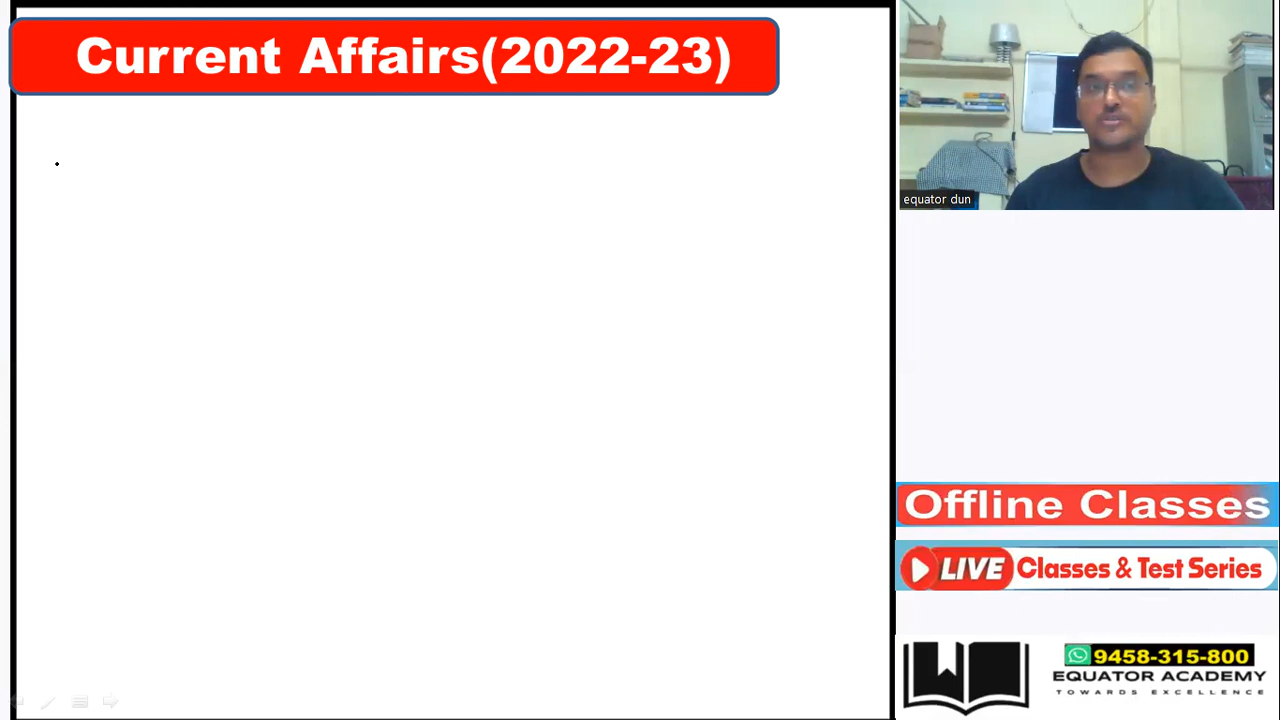 Current Affairs(2022-23)
equator dun
Offline Classes
LIVE Classes & Test Series
9458-315-800
EQUATOR ACADEMY
TOWARDS EXCELLENCE